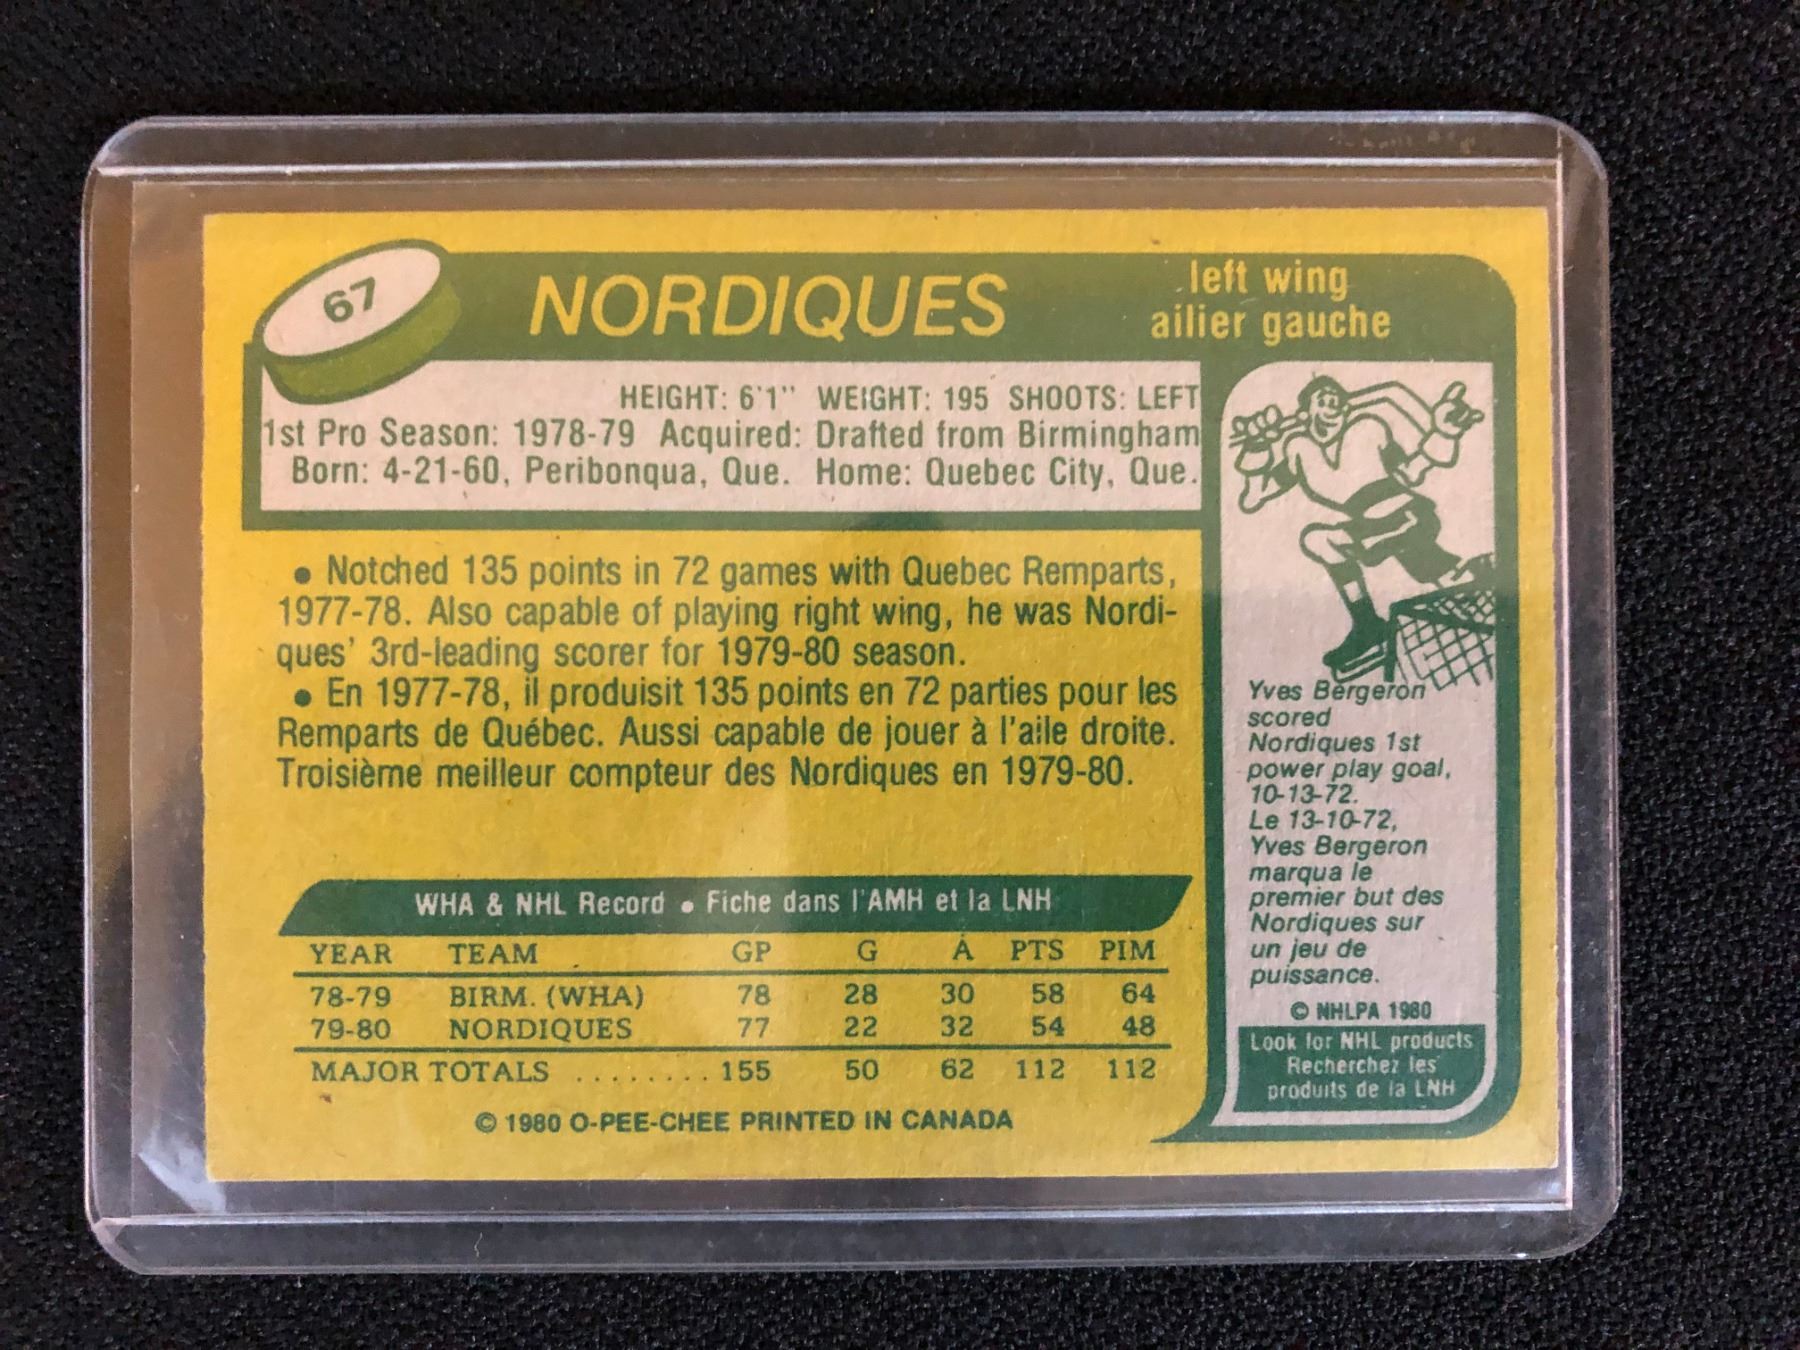 67
NORDIQUES
left wing
ailier gauche
HEIGHT: 6'1" WEIGHT: 195 SHOOTS: LEFT
1st Pro Season: 1978-79 Acquired: Drafted from Birmingham
Born: 4-21-60, Peribonqua, Que. Home: Quebec City, Que.
• Notched 135 points in 72 games with Quebec Remparts,
1977-78. Also capable of playing right wing, he was Nordi-
ques' 3rd-leading scorer for 1979-80 season.
• En 1977-78, il produisit 135 points en 72 parties pour les
Remparts de Québec. Aussi capable de jouer à l'aile droite.
Troisième meilleur compteur des Nordiques en 1979-80.
WHA & NHL Record • Fiche dans l'AMH et la LNH
YEAR TEAM GP G A PTS PIM
78-79 BIRM. (WHA) 78 28 30 58 64
79-80 NORDIQUES 77 22 32 54 48
MAJOR TOTALS ........ 155 50 62 112 112
© 1980 O-PEE-CHEE PRINTED IN CANADA
Yves Bergeron
scored
Nordiques 1st
power play goal,
10-13-72.
Le 13-10-72,
Yves Bergeron
marqua le
premier but des
Nordiques sur
un jeu de
puissance.
© NHLPA 1980
Look for NHL products
Recherchez les
produits de la LNH